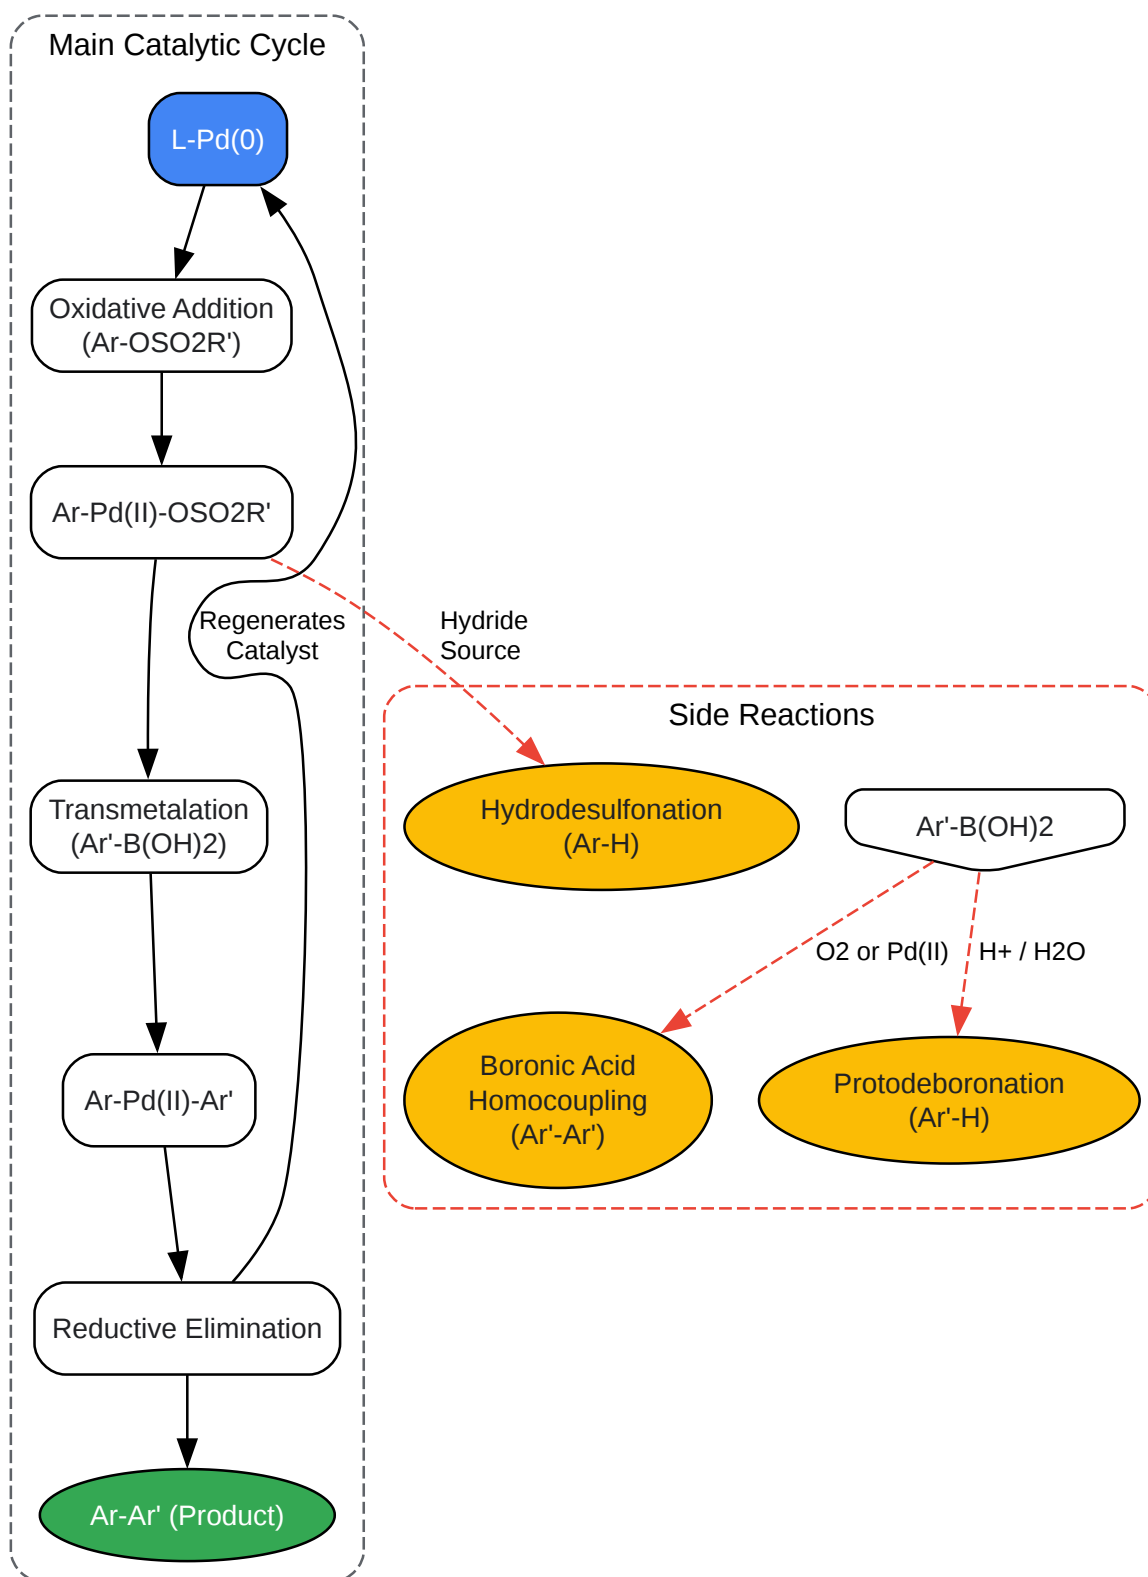 Main Catalytic Cycle
L-Pd(0)
Oxidative Addition
(Ar-OSO2R')
Ar-Pd(II)-OSO2R'
Regenerates
Catalyst
Transmetalation
(Ar'-B(OH)2)
Ar-Pd(II)-Ar'
Reductive Elimination
Ar-Ar' (Product)
Hydride
Source
Side Reactions
Hydrodesulfonation
(Ar-H)
Ar'-B(OH)2
O2 or Pd(II)
H+ / H2O
Boronic Acid
Homocoupling
(Ar'-Ar')
Protodeboronation
(Ar'-H)